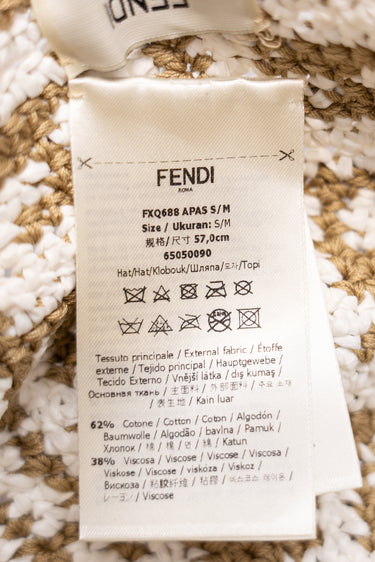 FENDI
FENDI
ROMA
FXQ688 APAS S/M
Size / Ukuran: S/M
规格/尺寸 57,0cm
65050090
Hat/Hat/Klobouk/Шляпа/모자/Topi
Tessuto principale / External fabric / Étoffe
externe / Tejido principal / Hauptgewebe /
Tecido Externo / Vnější látka / dış kumaş /
Основная ткань / 主面料 / 外部面料 / 주요 소재
/ 表生地 / Kain luar
62% Cotone / Cotton / Coton / Algodón /
Baumwolle / Algodão / bavlna / Pamuk /
Хлопок / 棉 / 棉 / 면 / 綿 / Katun
38% Viscosa / Viscose / Viscose / Viscosa /
Viskose / Viscose / viskóza / Viskoz /
Вискоза / 粘胶纤维 / 粘膠 / 비스코스 레이온 /
レーヨン / Viscose